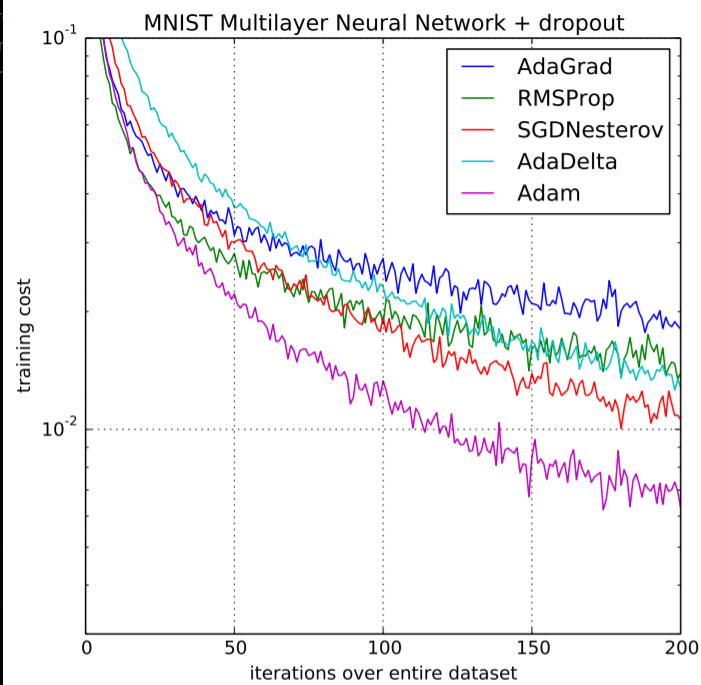 MNIST Multilayer Neural Network + dropout
10⁻¹
AdaGrad
RMSProp
SGDNesterov
AdaDelta
Adam
training cost
10⁻²
0 50 100 150 200
iterations over entire dataset